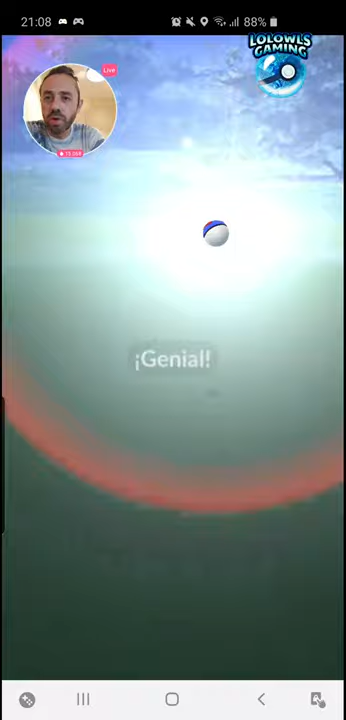 21:08
88%
LOLOWLS
GAMING
Live
¡Genial!